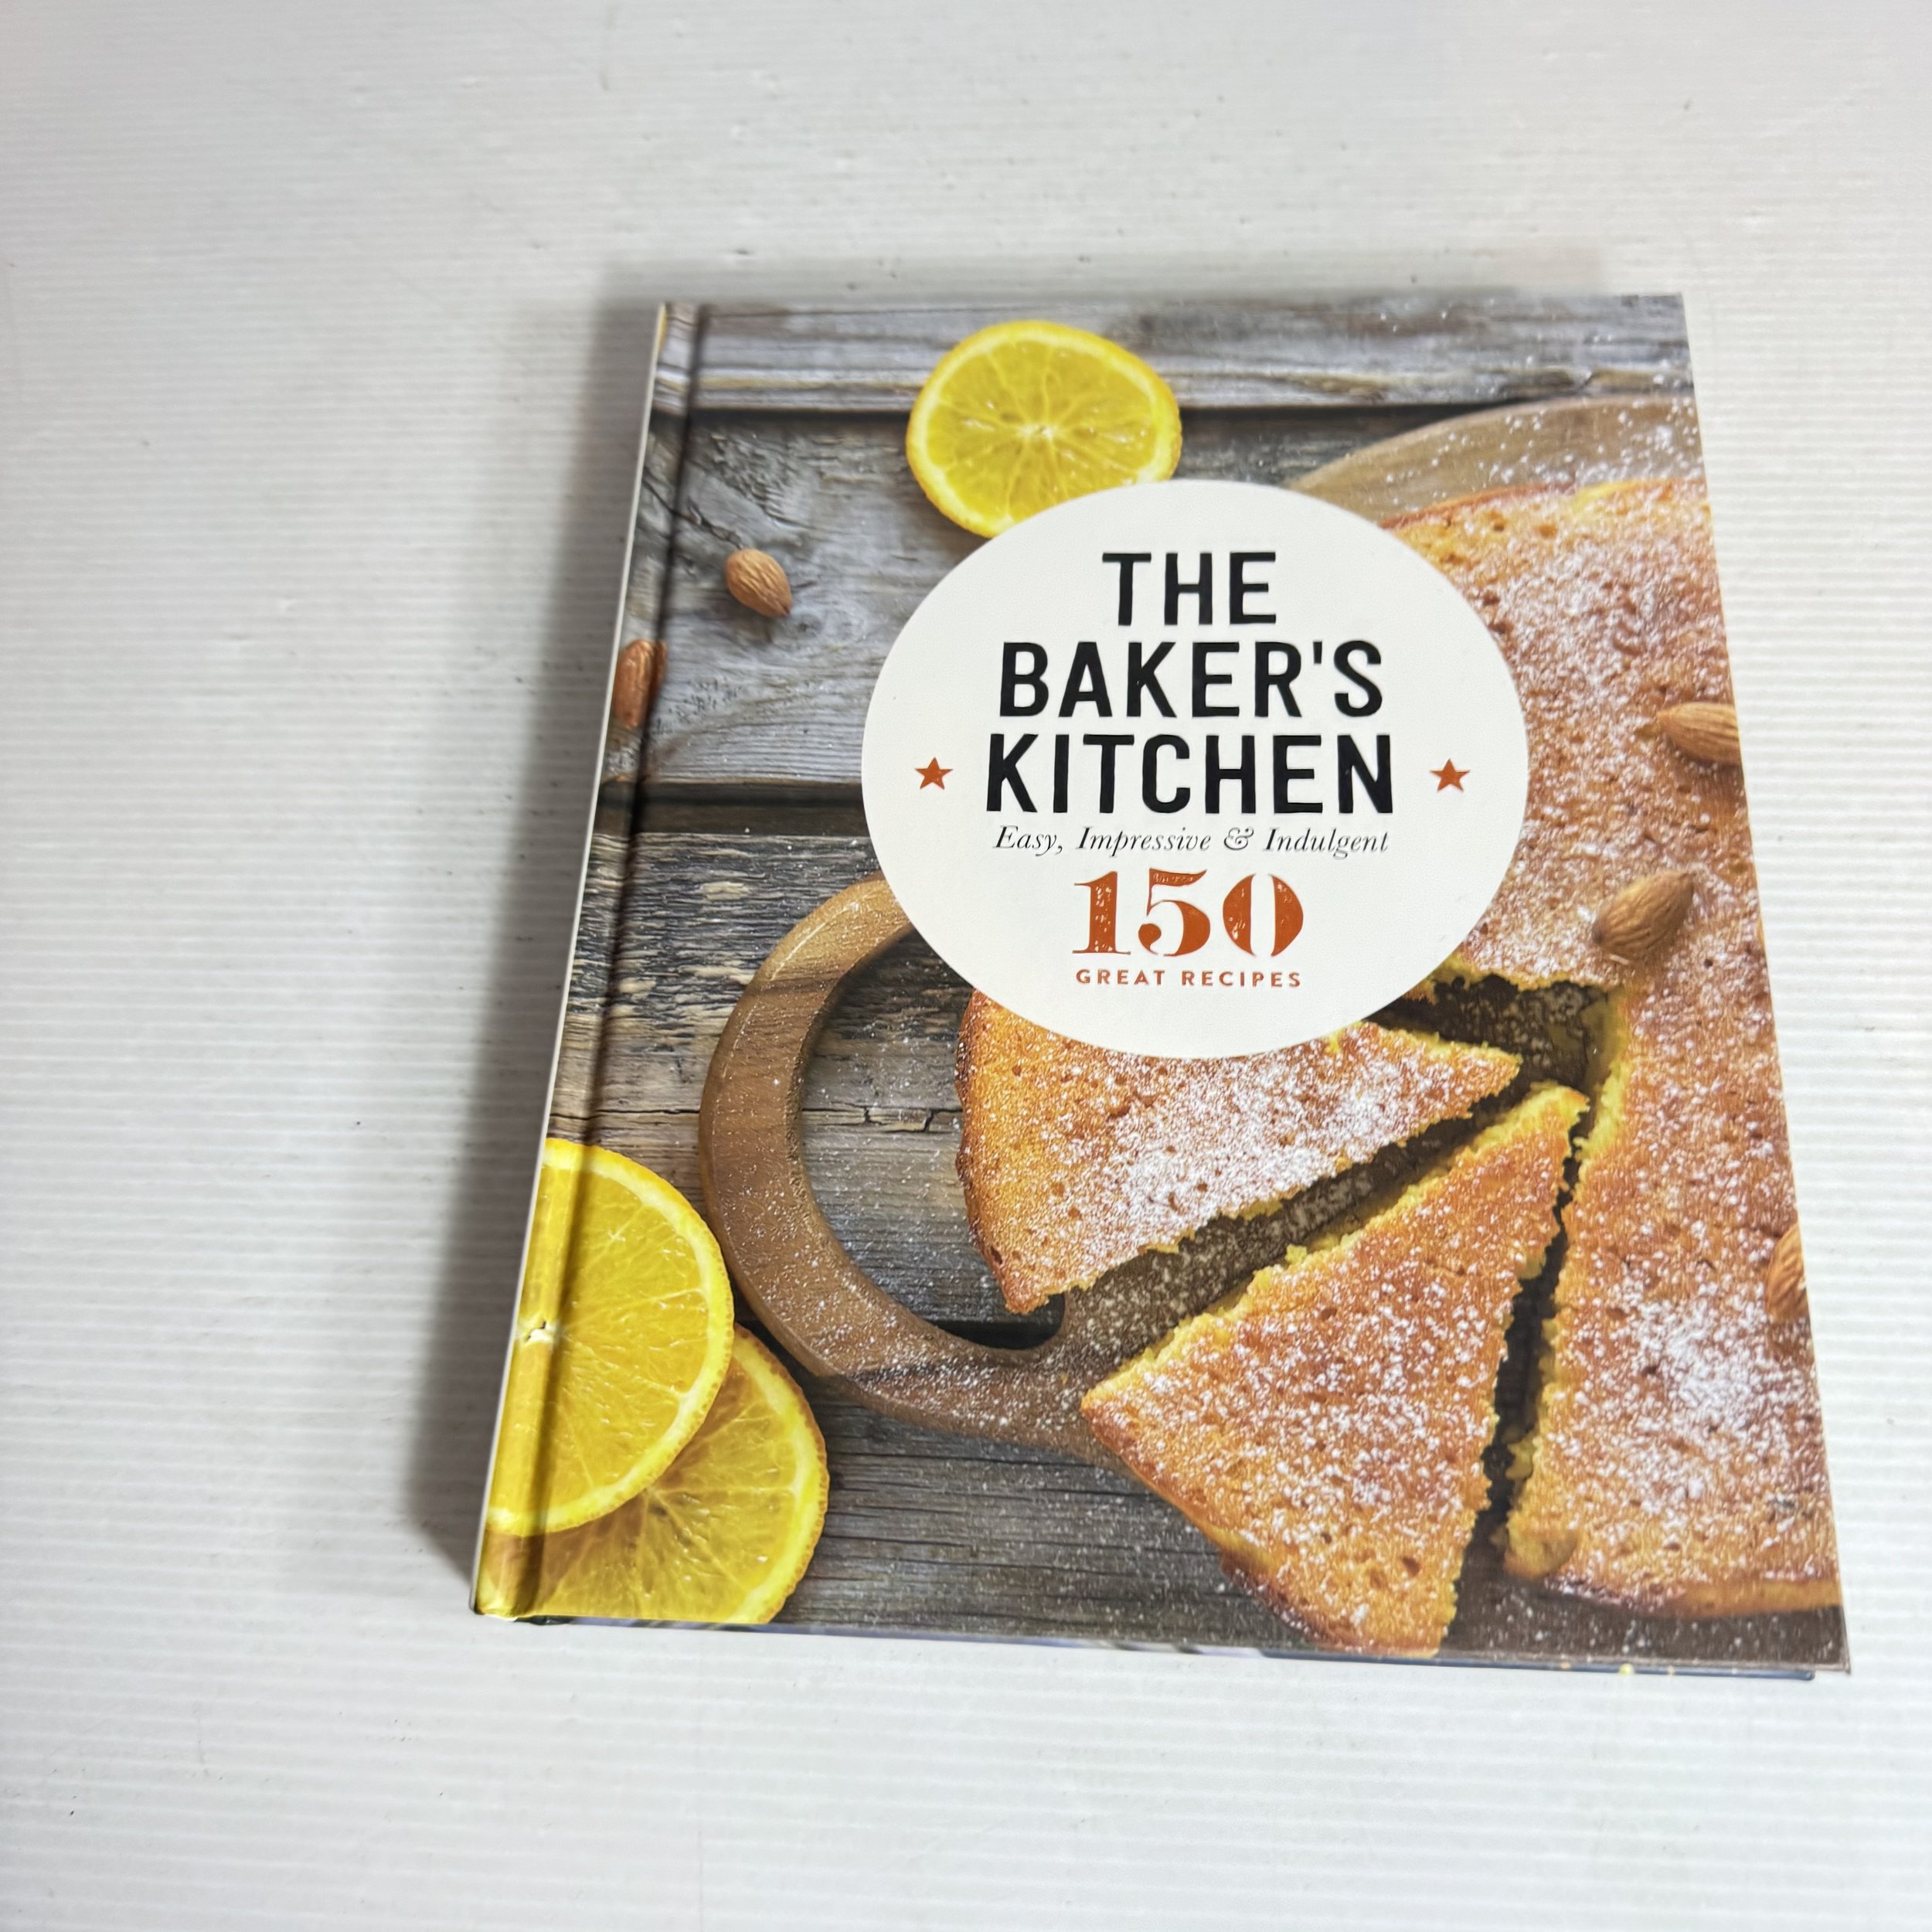 THE
BAKER'S
KITCHEN
Easy, Impressive & Indulgent
150
GREAT RECIPES